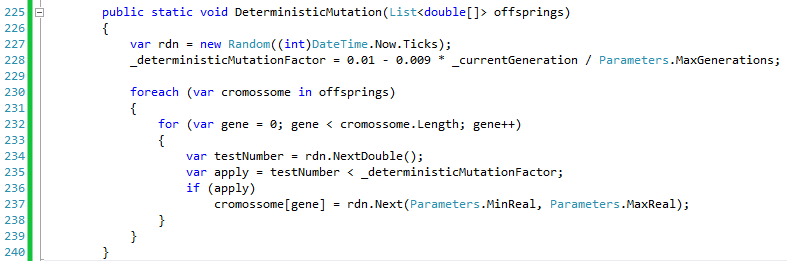 225 public static void DeterministicMutation(List<double[]> offsprings)
226 {
227 var rdn = new Random((int)DateTime.Now.Ticks);
228 _deterministicMutationFactor = 0.01 - 0.009 * _currentGeneration / Parameters.MaxGenerations;
229
230 foreach (var cromossome in offsprings)
231 {
232 for (var gene = 0; gene < cromossome.Length; gene++)
233 {
234 var testNumber = rdn.NextDouble();
235 var apply = testNumber < _deterministicMutationFactor;
236 if (apply)
237 cromossome[gene] = rdn.Next(Parameters.MinReal, Parameters.MaxReal);
238 }
239 }
240 }